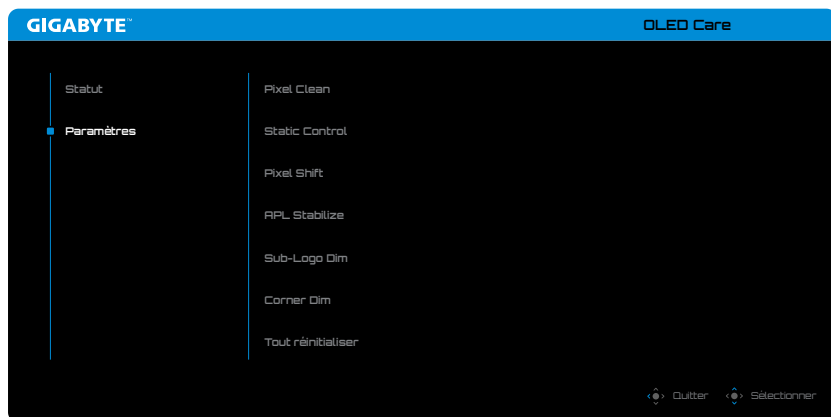 GIGABYTE™
OLED Care
Statut
Paramètres
Pixel Clean
Static Control
Pixel Shift
APL Stabilize
Sub-Logo Dim
Corner Dim
Tout réinitialiser
Quitter
Sélectionner